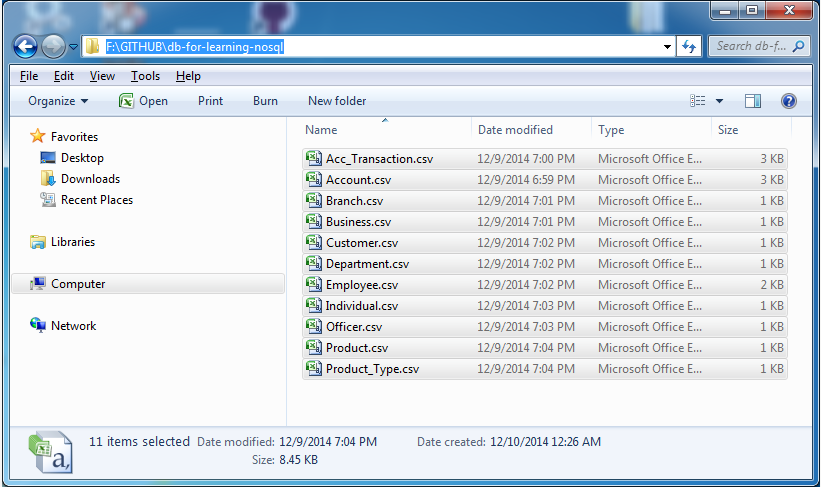 F:\GITHUB\db-for-learning-nosql Search db-f...
File Edit View Tools Help
Organize Open Print Burn New folder
Favorites
Desktop
Downloads
Recent Places
Libraries
Computer
Network
Name Date modified Type Size
Acc_Transaction.csv 12/9/2014 7:00 PM Microsoft Office E... 3 KB
Account.csv 12/9/2014 6:59 PM Microsoft Office E... 3 KB
Branch.csv 12/9/2014 7:01 PM Microsoft Office E... 1 KB
Business.csv 12/9/2014 7:01 PM Microsoft Office E... 1 KB
Customer.csv 12/9/2014 7:02 PM Microsoft Office E... 1 KB
Department.csv 12/9/2014 7:02 PM Microsoft Office E... 1 KB
Employee.csv 12/9/2014 7:02 PM Microsoft Office E... 2 KB
Individual.csv 12/9/2014 7:03 PM Microsoft Office E... 1 KB
Officer.csv 12/9/2014 7:03 PM Microsoft Office E... 1 KB
Product.csv 12/9/2014 7:04 PM Microsoft Office E... 1 KB
Product_Type.csv 12/9/2014 7:04 PM Microsoft Office E... 1 KB
11 items selected Date modified: 12/9/2014 7:04 PM Date created: 12/10/2014 12:26 AM
Size: 8.45 KB